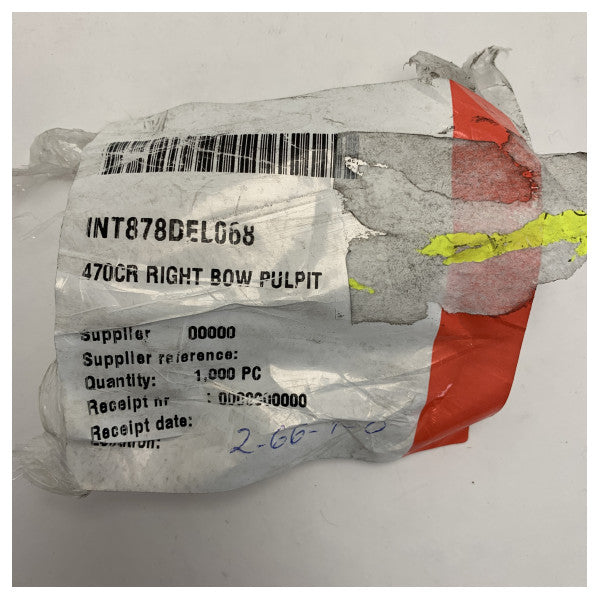 INT878DEL068
470CR RIGHT BOW PULPIT
Supplier 00000
Supplier reference:
Quantity: 1,000 PC
Receipt nr : 0000000000
Receipt date:
Location: 2-66-1-